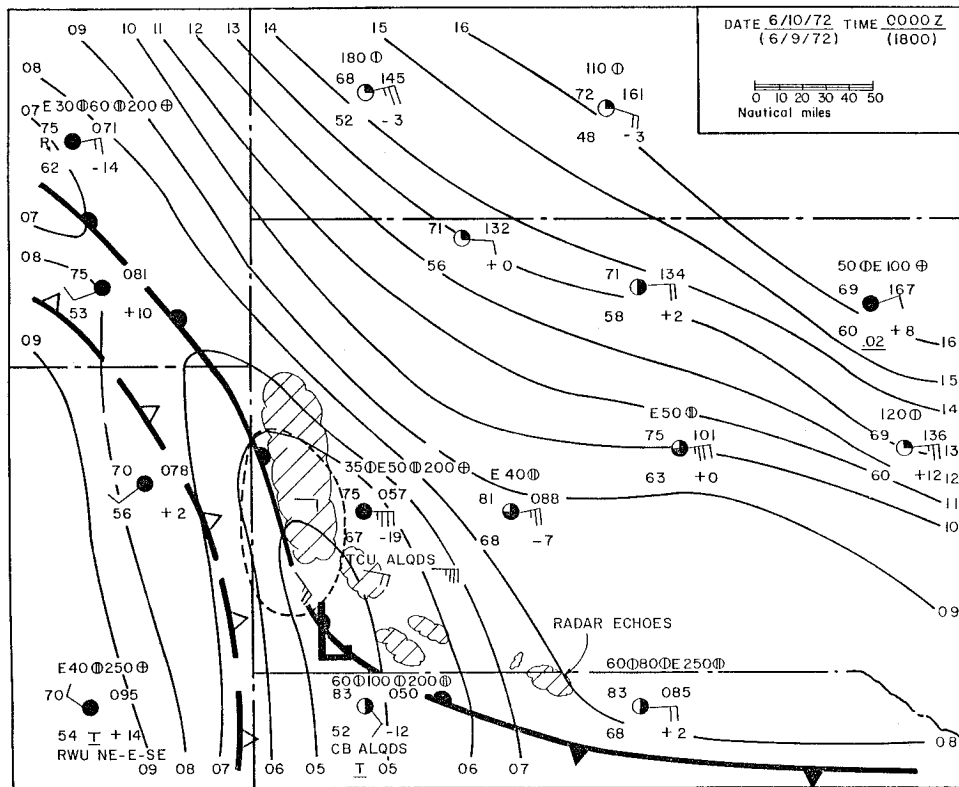 09 10 11 12 13 14 15 16
DATE 6/10/72 TIME 0000 Z
(6/9/72) (1800)
0 10 20 30 40 50
Nautical miles
08
07
E 30 60 200
75 071
R
62 -14
180
68 145
52 -3
110
72 161
48 -3
07
08
75 081
53 +10
71 132
56 +0
71 134
58 +2
50 E 100
69 167
60 .02 +8
16
15
14
09
120
69 136
60 +12
13
12
11
10
E50
75 101
63 +0
70 078
56 +2
35 E50 200
75 057
67 -19
TCU ALQDS
E 40
81 088
68 -7
09
RADAR ECHOES
L
E40 250
70 095
54 T +14
RWU NE-E-SE
60 100 200
83 050
52 -12
CB ALQDS
T
60 80 E 250
83 085
68 +2
08
09 08 07 06 05 05 06 07